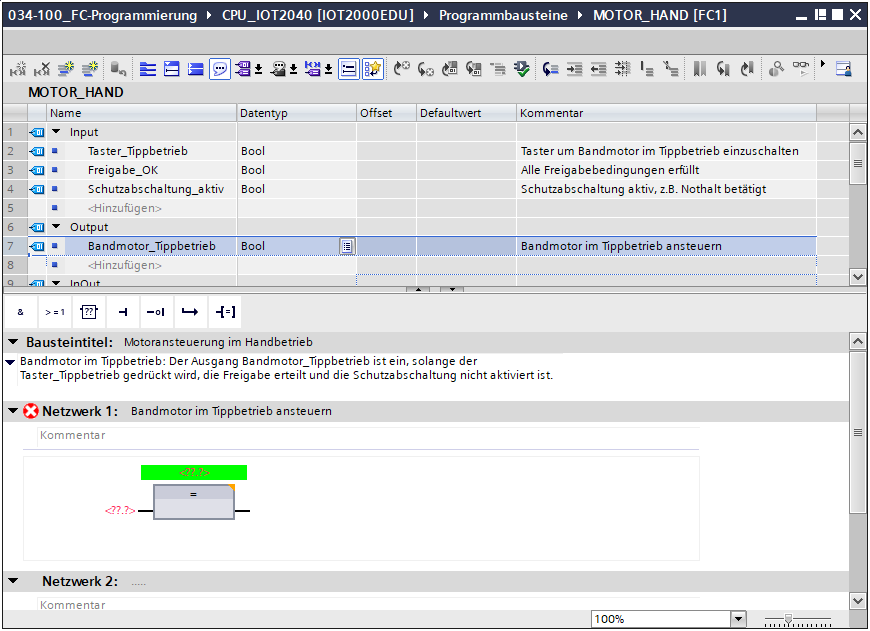 034-100_FC-Programmierung ▸ CPU_IOT2040 [IOT2000EDU] ▸ Programmbausteine ▸ MOTOR_HAND [FC1]
MOTOR_HAND
Name Datentyp Offset Defaultwert Kommentar
1 Input
2 Taster_Tippbetrieb Bool Taster um Bandmotor im Tippbetrieb einzuschalten
3 Freigabe_OK Bool Alle Freigabebedingungen erfüllt
4 Schutzabschaltung_aktiv Bool Schutzabschaltung aktiv, z.B. Nothalt betätigt
5 <Hinzufügen>
6 Output
7 Bandmotor_Tippbetrieb Bool Bandmotor im Tippbetrieb ansteuern
8 <Hinzufügen>
9 InOut
& >=1 ?? -| -o| [=]
Bausteintitel: Motoransteuerung im Handbetrieb
Bandmotor im Tippbetrieb: Der Ausgang Bandmotor_Tippbetrieb ist ein, solange der
Taster_Tippbetrieb gedrückt wird, die Freigabe erteilt und die Schutzabschaltung nicht aktiviert ist.
Netzwerk 1: Bandmotor im Tippbetrieb ansteuern
Kommentar
<??.?>
=
<??.?>
Netzwerk 2: .....
Kommentar
100%